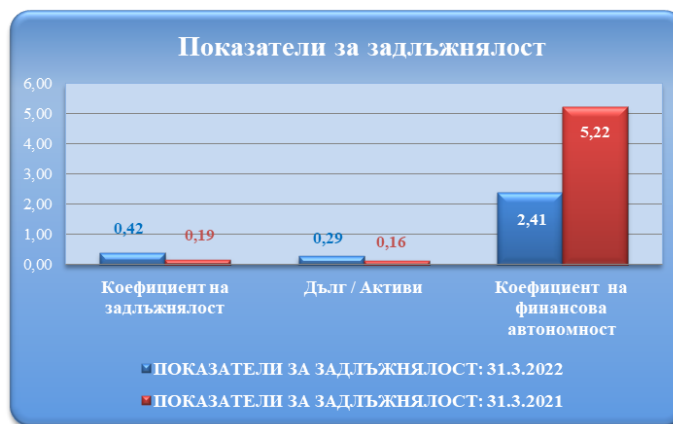 Показатели за задлъжнялост
6,00
5,00
4,00
3,00
2,00
1,00
0,00
0,42
0,19
0,29
0,16
2,41
5,22
Коефициент на
задлъжнялост
Дълг / Активи
Коефициент на
финансова
автономност
ПОКАЗАТЕЛИ ЗА ЗАДЛЪЖНЯЛОСТ: 31.3.2022
ПОКАЗАТЕЛИ ЗА ЗАДЛЪЖНЯЛОСТ: 31.3.2021